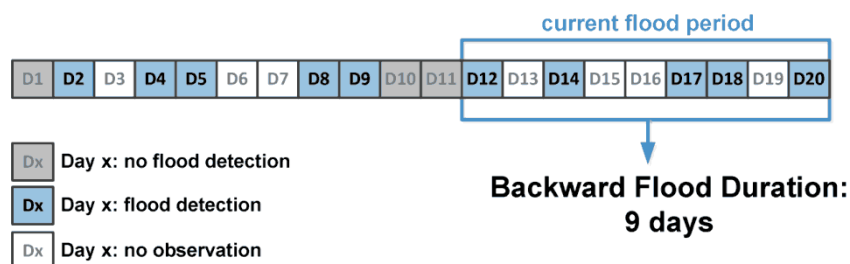 current flood period
D1 D2 D3 D4 D5 D6 D7 D8 D9 D10 D11 D12 D13 D14 D15 D16 D17 D18 D19 D20
Dx Day x: no flood detection
Dx Day x: flood detection
Dx Day x: no observation
Backward Flood Duration:
9 days